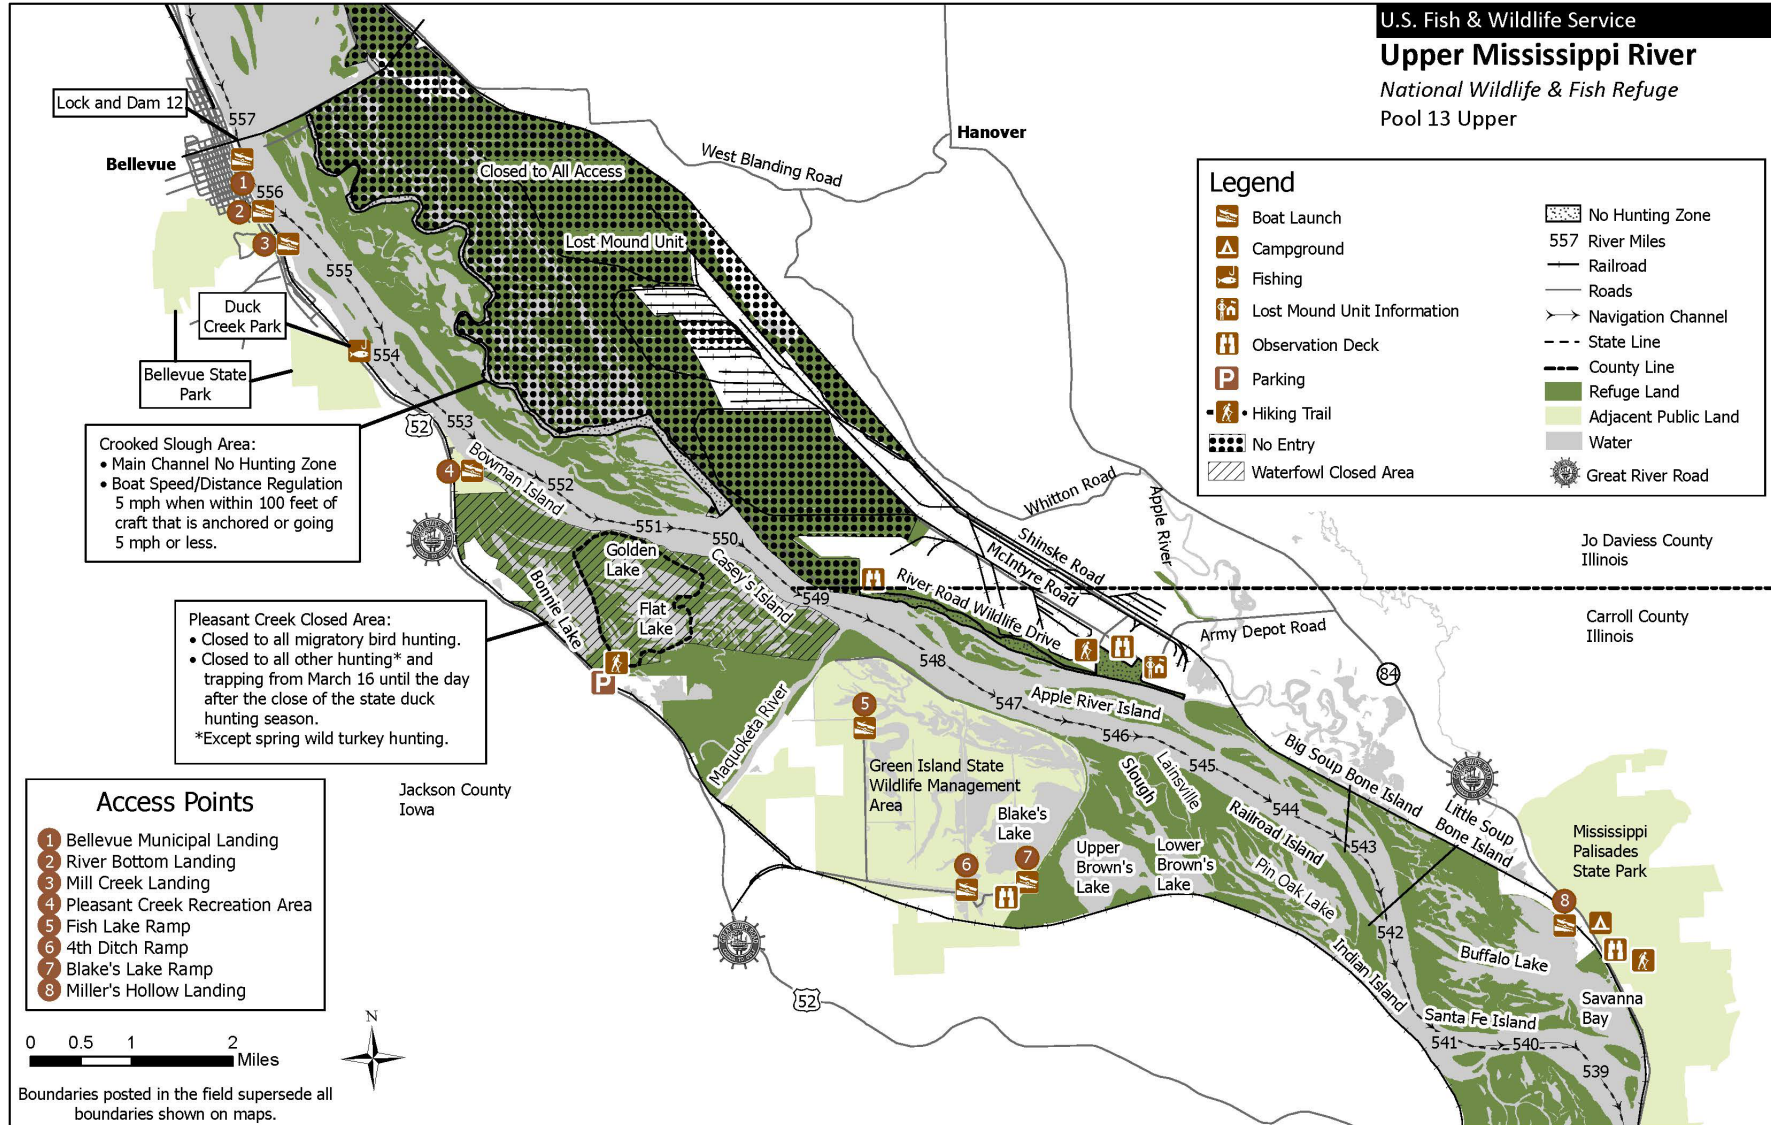 U.S. Fish & Wildlife Service
Upper Mississippi River
National Wildlife & Fish Refuge
Pool 13 Upper
Legend
Boat Launch
Campground
Fishing
Lost Mound Unit Information
Observation Deck
P
Parking
Hiking Trail
No Entry
Waterfowl Closed Area
No Hunting Zone
557
River Miles
Railroad
Roads
Navigation Channel
State Line
County Line
Refuge Land
Adjacent Public Land
Water
Great River Road
Lock and Dam 12
557
Bellevue
1
556
2
3
555
Duck
Creek Park
554
Bellevue State
Park
52
553
Crooked Slough Area:
• Main Channel No Hunting Zone
• Boat Speed/Distance Regulation
5 mph when within 100 feet of
craft that is anchored or going
5 mph or less.
4
Bowman Island
552
551
550
Golden
Lake
Flat
Lake
Bonnie Lake
Casey's Island
549
P
Pleasant Creek Closed Area:
• Closed to all migratory bird hunting.
• Closed to all other hunting* and
trapping from March 16 until the day
after the close of the state duck
hunting season.
*Except spring wild turkey hunting.
Closed to All Access
Lost Mound Unit
West Blanding Road
Hanover
Whitton Road
Apple River
Shinske Road
McIntyre Road
River Road Wildlife Drive
Army Depot Road
84
Jo Daviess County
Illinois
Carroll County
Illinois
548
547
Apple River Island
546
545
544
543
542
541
540
539
Maquoketa River
5
Green Island State
Wildlife Management
Area
Blake's
Lake
6
7
Lainsville
Slough
Upper
Brown's
Lake
Lower
Brown's
Lake
Railroad Island
Pin Oak Lake
Indian Island
Big Soup Bone Island
Little Soup
Bone Island
Mississippi
Palisades
State Park
8
Buffalo Lake
Savanna
Bay
Santa Fe Island
52
Jackson County
Iowa
Access Points
1 Bellevue Municipal Landing
2 River Bottom Landing
3 Mill Creek Landing
4 Pleasant Creek Recreation Area
5 Fish Lake Ramp
6 4th Ditch Ramp
7 Blake's Lake Ramp
8 Miller's Hollow Landing
0 0.5 1 2
Miles
N
Boundaries posted in the field supersede all
boundaries shown on maps.